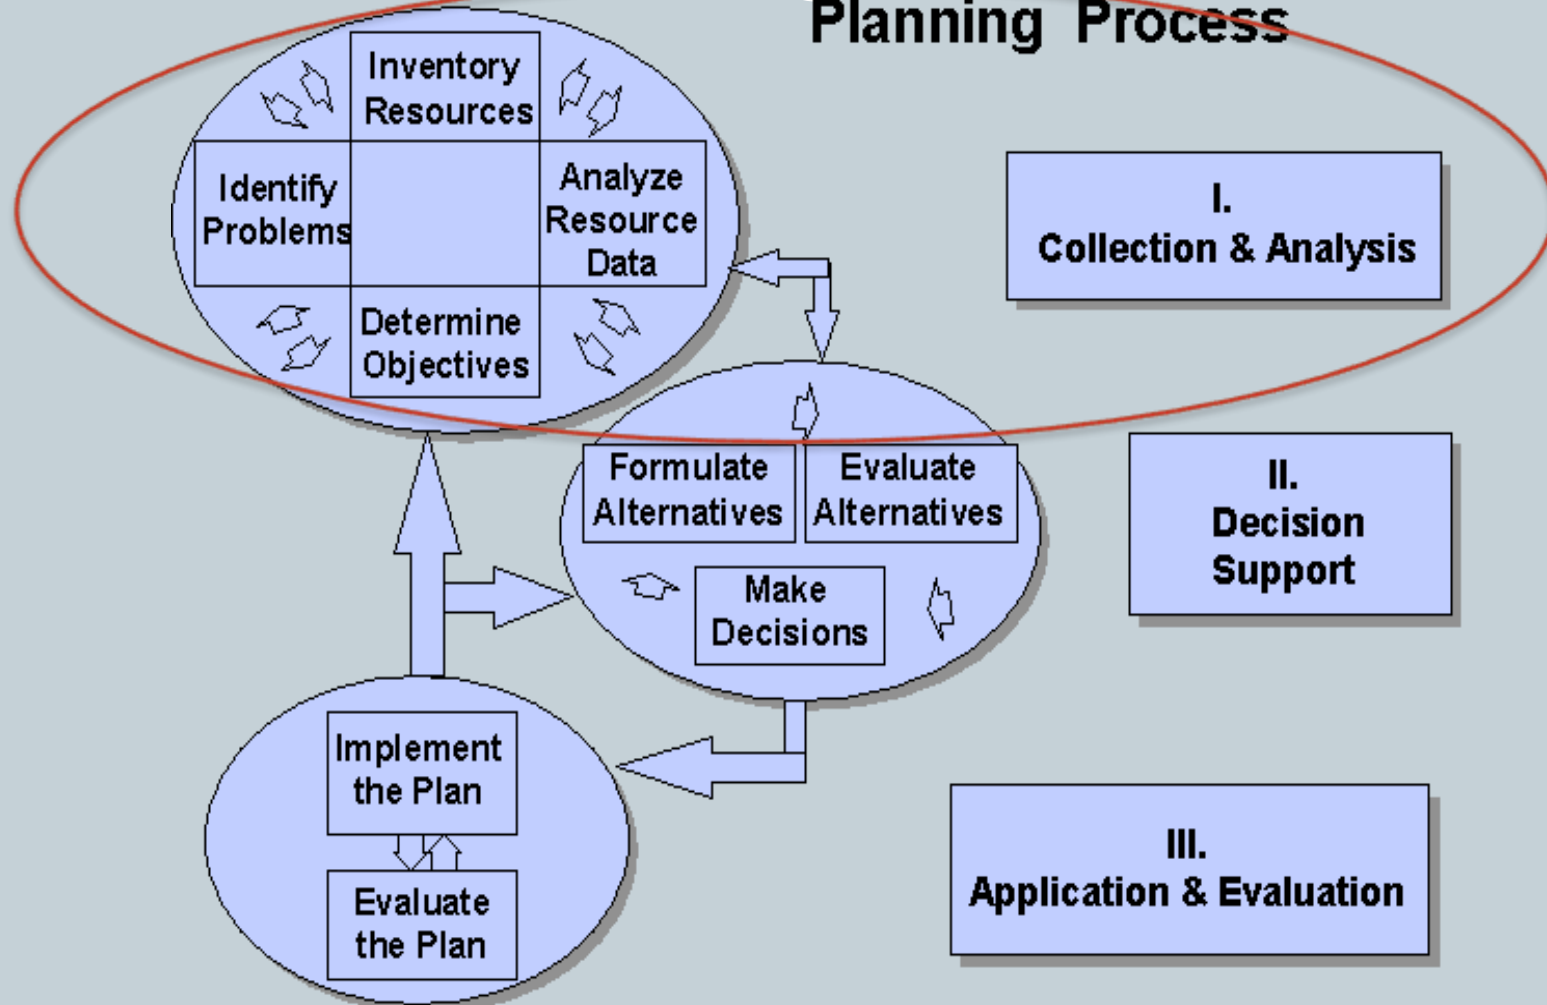 Planning Process
Inventory
Resources
Identify
Problems
Analyze
Resource
Data
Determine
Objectives
I.
Collection & Analysis
Formulate
Alternatives
Evaluate
Alternatives
Make
Decisions
II.
Decision
Support
Implement
the Plan
Evaluate
the Plan
III.
Application & Evaluation